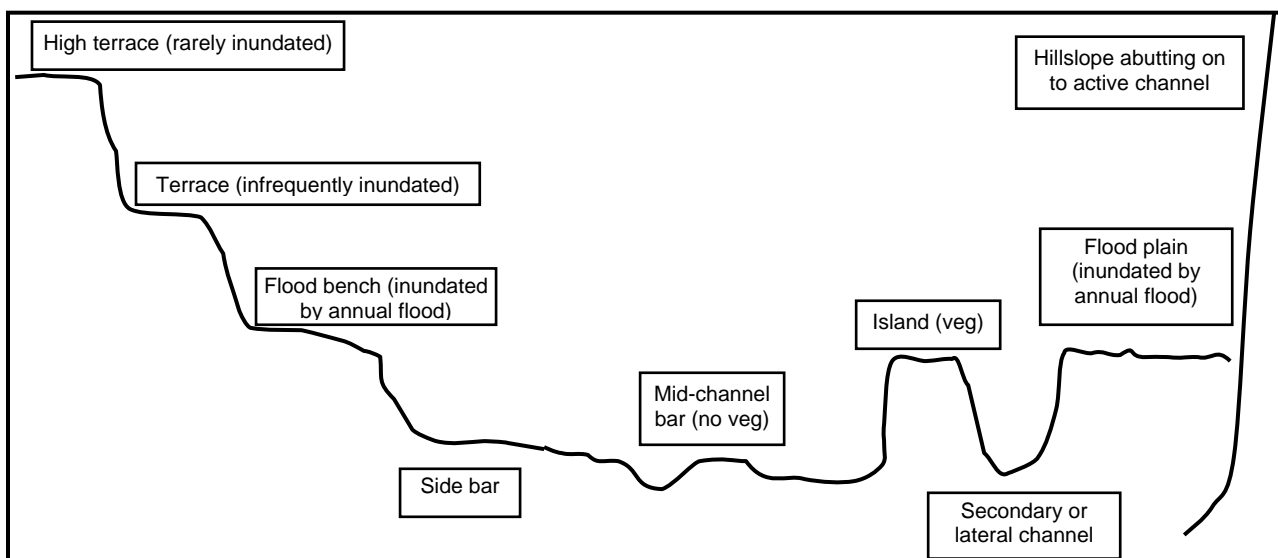 High terrace (rarely inundated)
Hillslope abutting on
to active channel
Terrace (infrequently inundated)
Flood bench (inundated
by annual flood)
Flood plain
(inundated by
annual flood)
Island (veg)
Mid-channel
bar (no veg)
Side bar
Secondary or
lateral channel